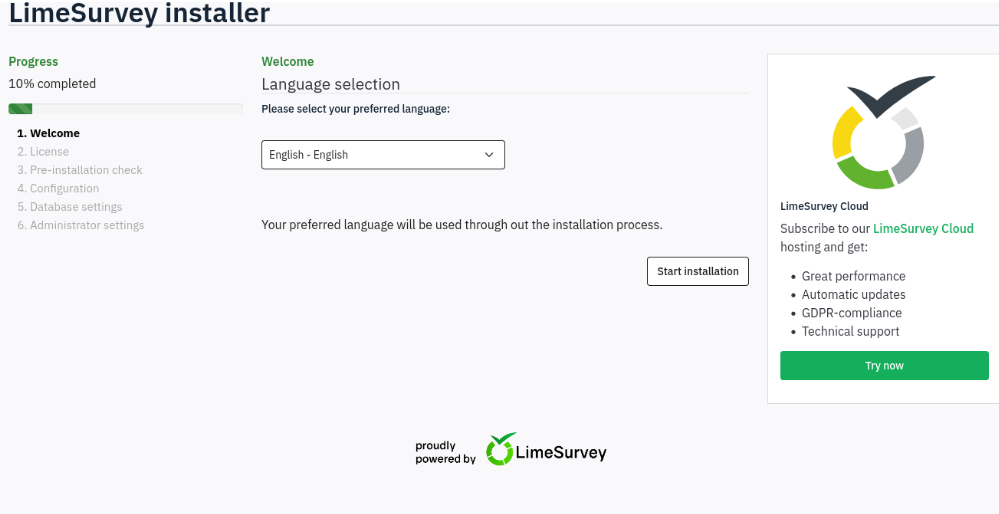 LimeSurvey installer
Progress
10% completed
1. Welcome
2. License
3. Pre-installation check
4. Configuration
5. Database settings
6. Administrator settings
Welcome
Language selection
Please select your preferred language:
English - English
Your preferred language will be used through out the installation process.
Start installation
LimeSurvey Cloud
Subscribe to our LimeSurvey Cloud
hosting and get:
• Great performance
• Automatic updates
• GDPR-compliance
• Technical support
Try now
proudly
powered by
LimeSurvey